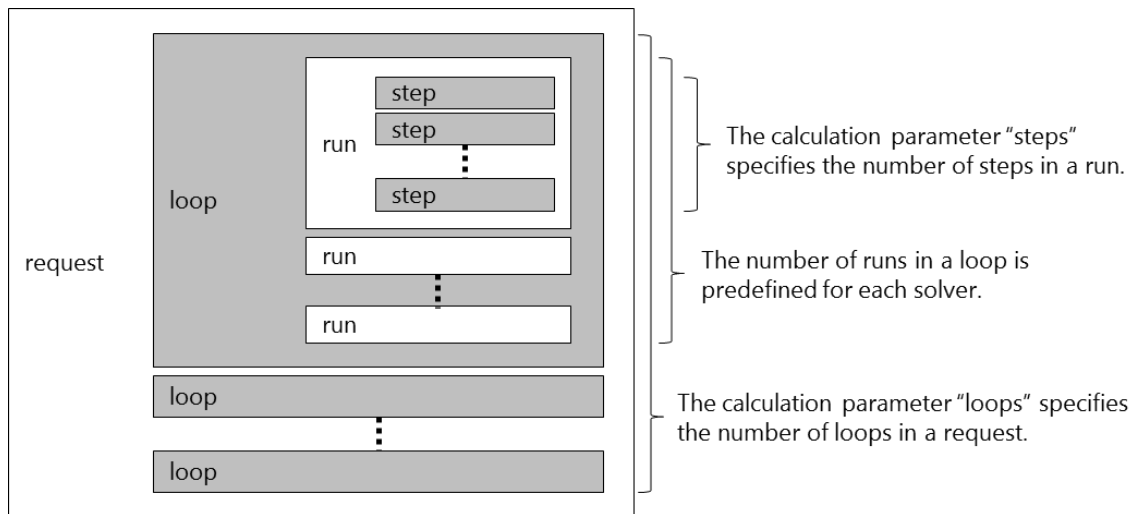 step
step
run
step
loop
request
run
run
loop
loop
The calculation parameter “steps”
specifies the number of steps in a run.
The number of runs in a loop is
predefined for each solver.
The calculation parameter “loops” specifies
the number of loops in a request.